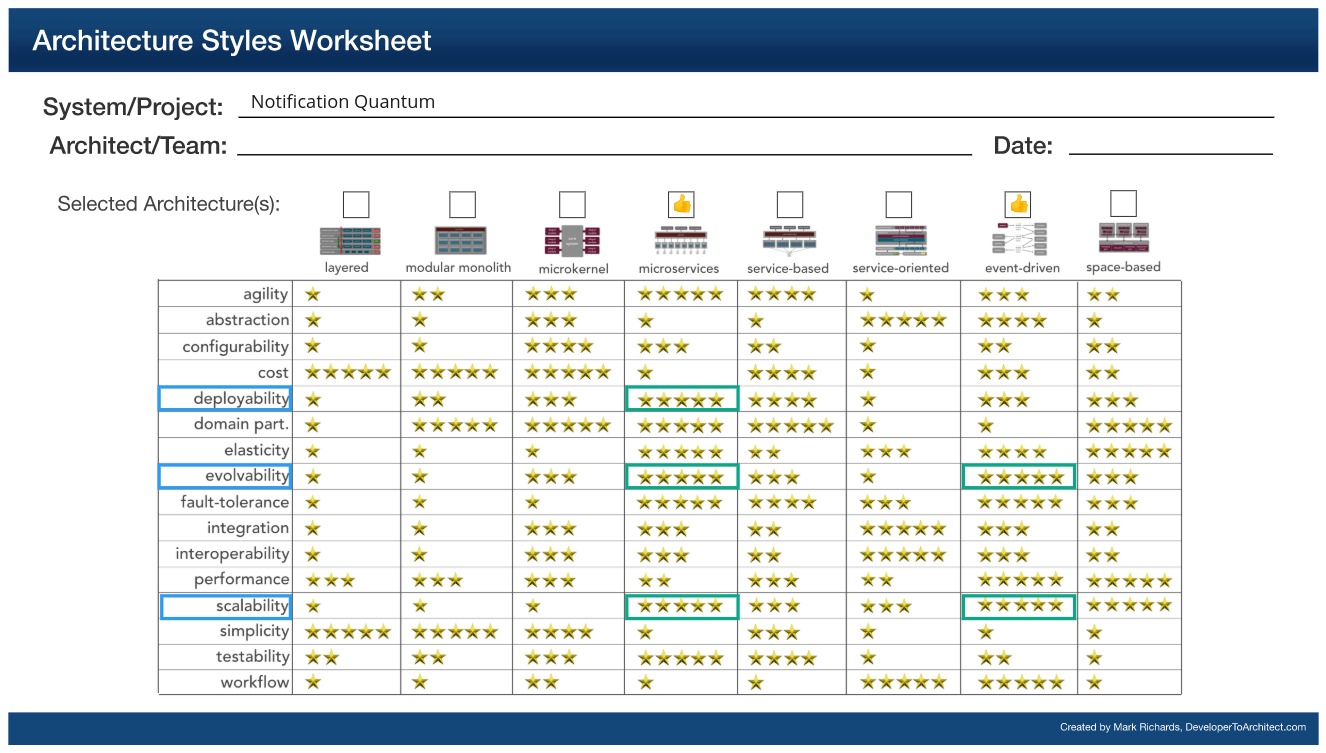 Architecture Styles Worksheet
System/Project: Notification Quantum
Architect/Team: Date:
Selected Architecture(s):
layered modular monolith microkernel microservices service-based service-oriented event-driven space-based
agility
abstraction
configurability
cost
deployability
domain part.
elasticity
evolvability
fault-tolerance
integration
interoperability
performance
scalability
simplicity
testability
workflow
Created by Mark Richards, DeveloperToArchitect.com